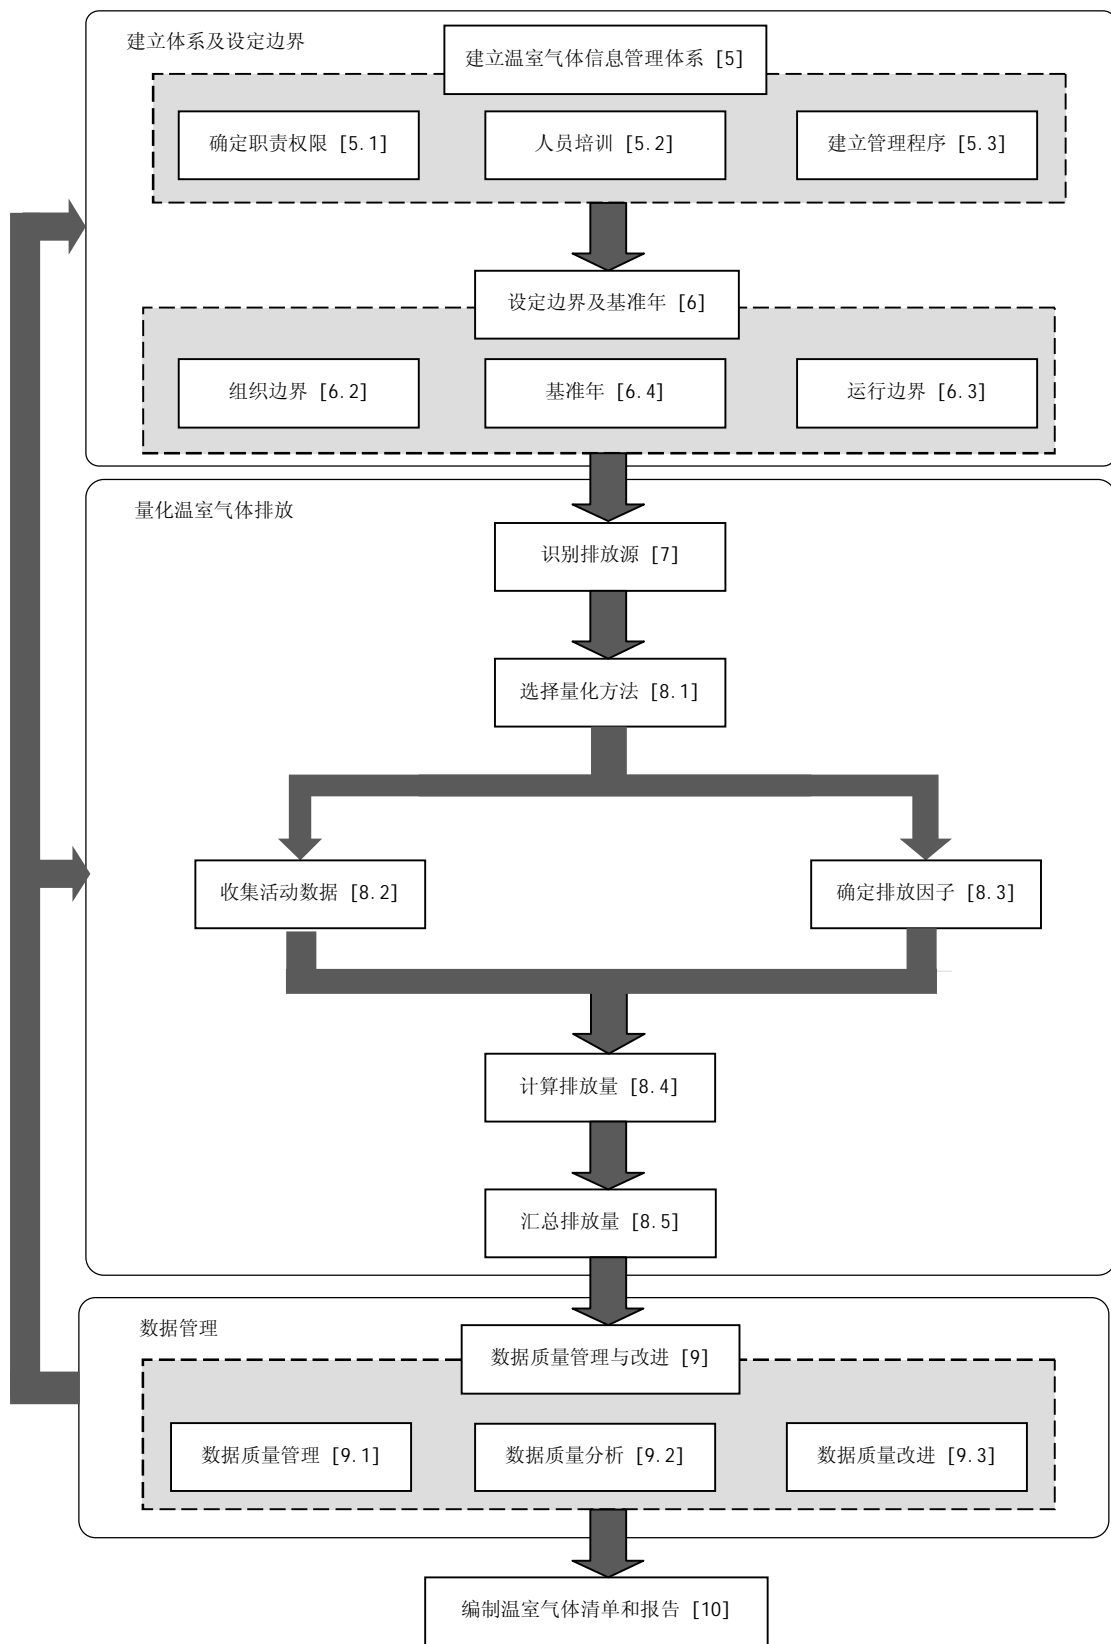 建立体系及设定边界
建立温室气体信息管理体系 [5]
确定职责权限 [5.1]
人员培训 [5.2]
建立管理程序 [5.3]
设定边界及基准年 [6]
组织边界 [6.2]
基准年 [6.4]
运行边界 [6.3]
量化温室气体排放
识别排放源 [7]
选择量化方法 [8.1]
收集活动数据 [8.2]
确定排放因子 [8.3]
计算排放量 [8.4]
汇总排放量 [8.5]
数据管理
数据质量管理与改进 [9]
数据质量管理 [9.1]
数据质量分析 [9.2]
数据质量改进 [9.3]
编制温室气体清单和报告 [10]